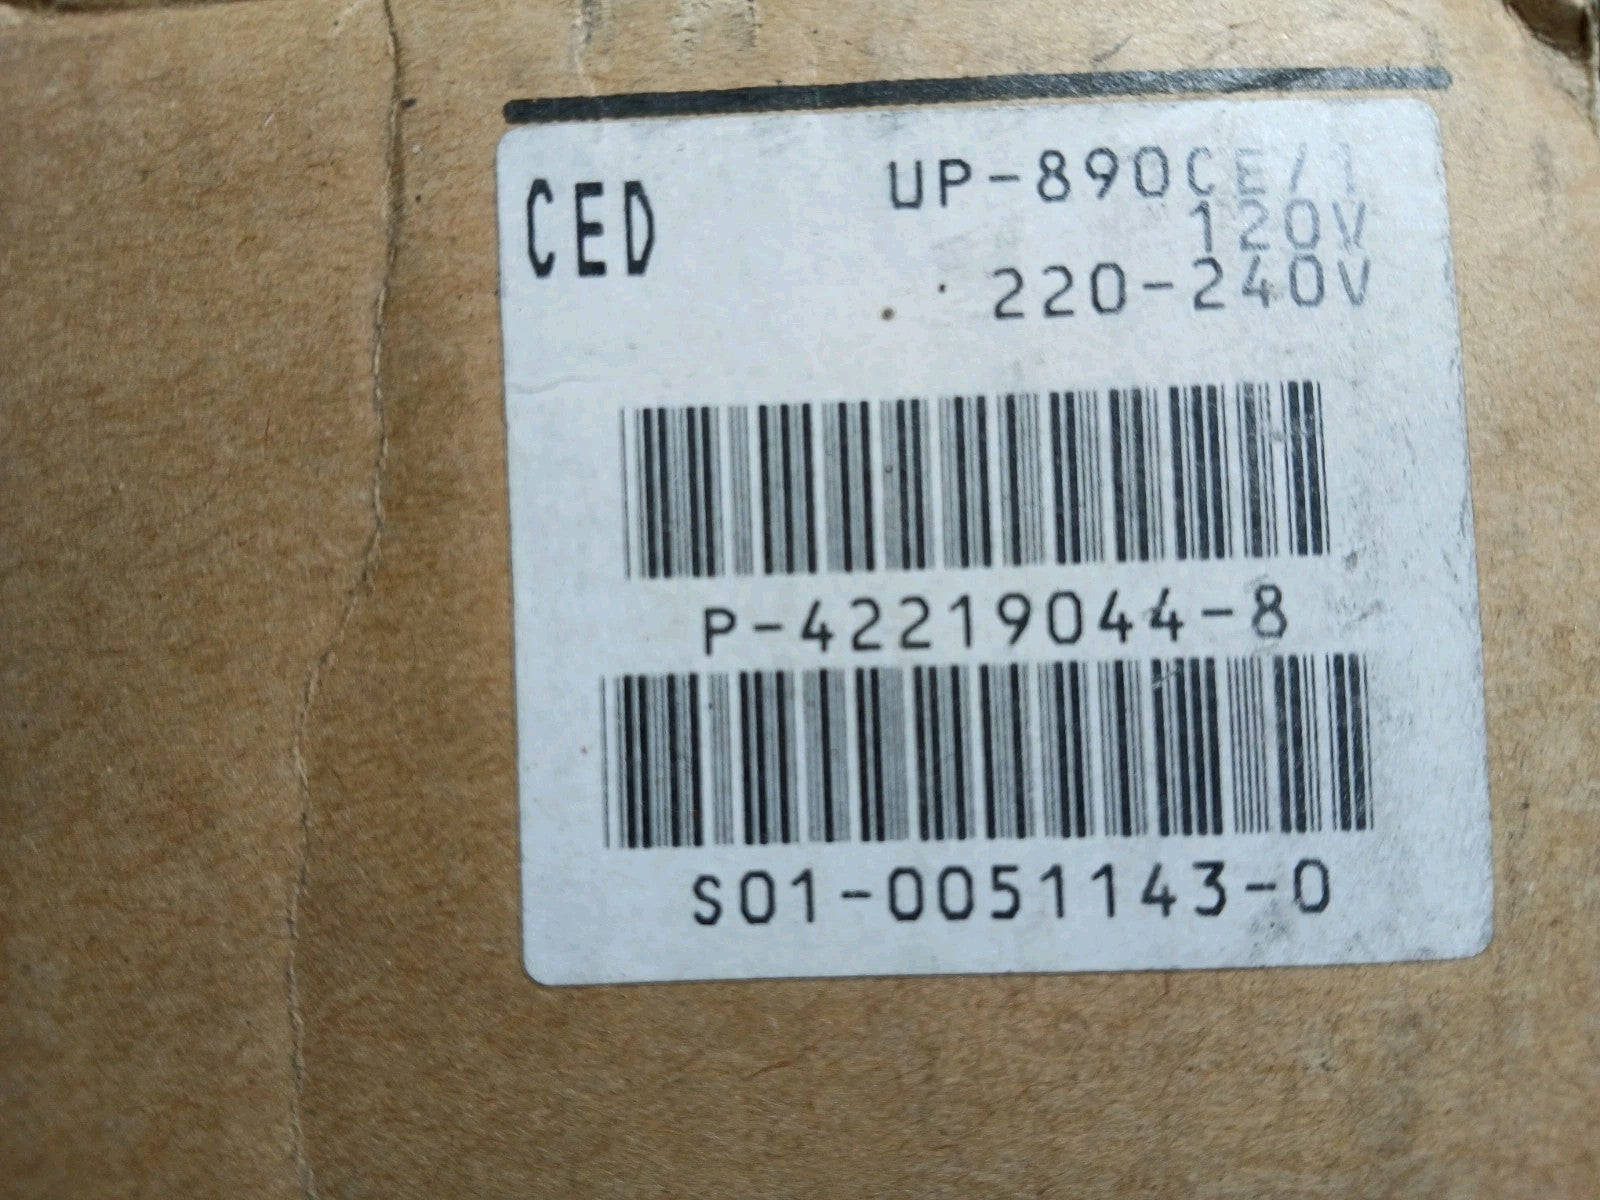 CED
UP-890CE/1
120V
220-240V
P-42219044-8
S01-0051143-0